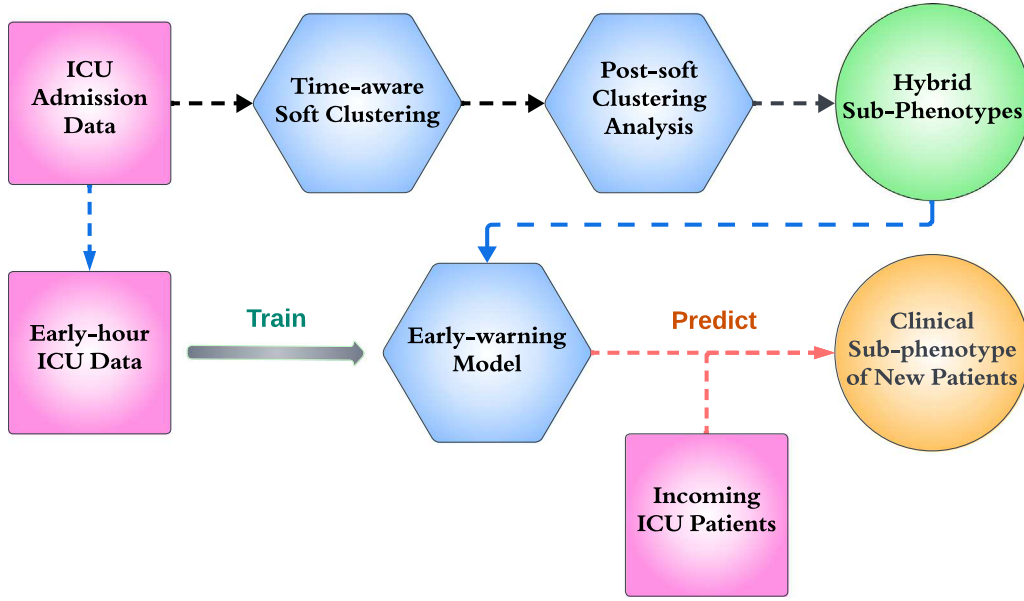 ICU
Admission
Data
Time-aware
Soft Clustering
Post-soft
Clustering
Analysis
Hybrid
Sub-Phenotypes
Early-hour
ICU Data
Train
Early-warning
Model
Predict
Clinical
Sub-phenotype
of New Patients
Incoming
ICU Patients